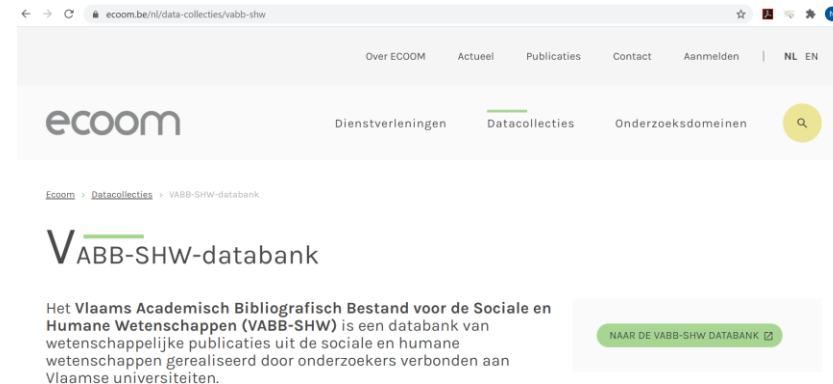 ecoom.be/nl/data-collecties/vabb-shw
Over ECOOM Actueel Publicaties Contact Aanmelden | NL EN
ecoom
Dienstverleningen Datacollecties Onderzoeksdomeinen
Ecoom > Datacollecties > VABB-SHW-databank
VABB-SHW-databank
Het Vlaams Academisch Bibliografisch Bestand voor de Sociale en
Humane Wetenschappen (VABB-SHW) is een databank van
wetenschappelijke publicaties uit de sociale en humane
wetenschappen gerealiseerd door onderzoekers verbonden aan
Vlaamse universiteiten.
NAAR DE VABB-SHW DATABANK